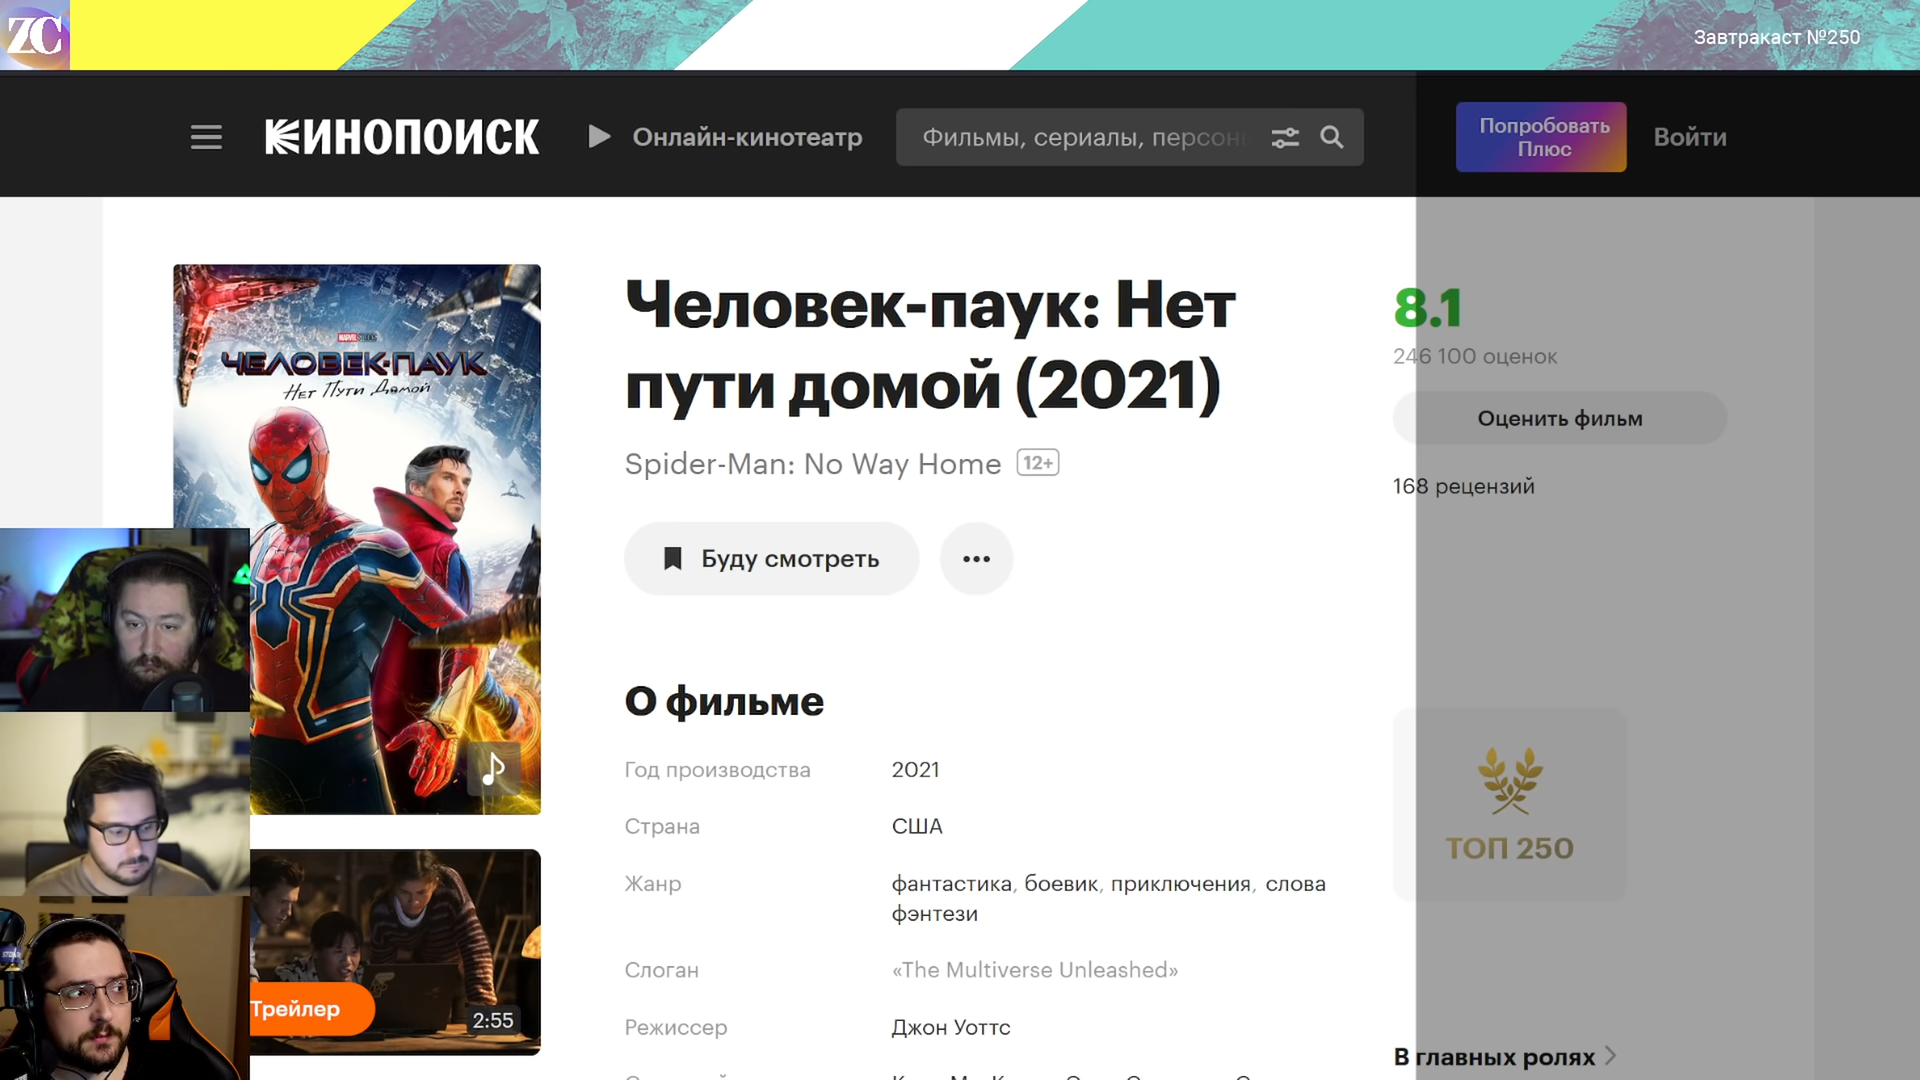 ZC
Завтракаст №250
КИНОПОИСК
Онлайн-кинотеатр
Фильмы, сериалы, персон
Попробовать
Плюс
Войти
MARVEL STUDIOS
ЧЕЛОВЕК-ПАУК
Нет Пути Домой
Человек-паук: Нет
пути домой (2021)
Spider-Man: No Way Home 12+
Буду смотреть
8.1
246 100 оценок
Оценить фильм
168 рецензий
ТОП 250
О фильме
Год производства 2021
Страна США
Жанр фантастика, боевик, приключения, слова
фэнтези
Слоган «The Multiverse Unleashed»
Режиссер Джон Уоттс
Трейлер
2:55
В главных ролях